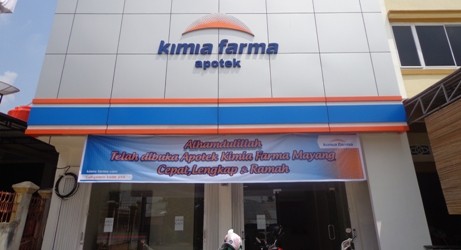 kimia farma
apotek
Alhamdulillah
Telah dibuka Apotek Kimia Farma Mayang
Cepat, Lengkap & Ramah